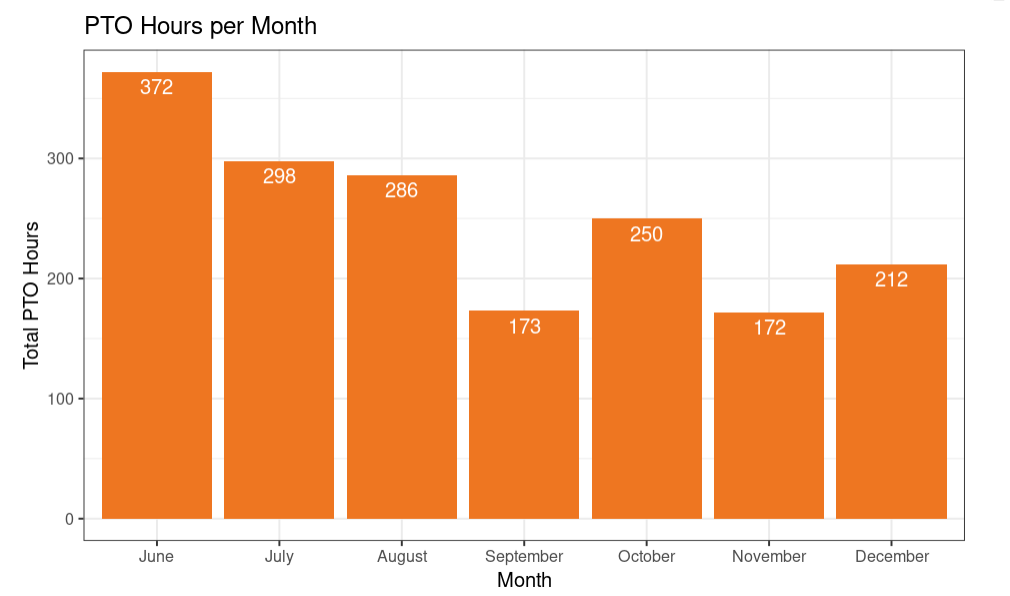 PTO Hours per Month
Total PTO Hours
300
200
100
0
372
298
286
173
250
172
212
June
July
August
September
October
November
December
Month